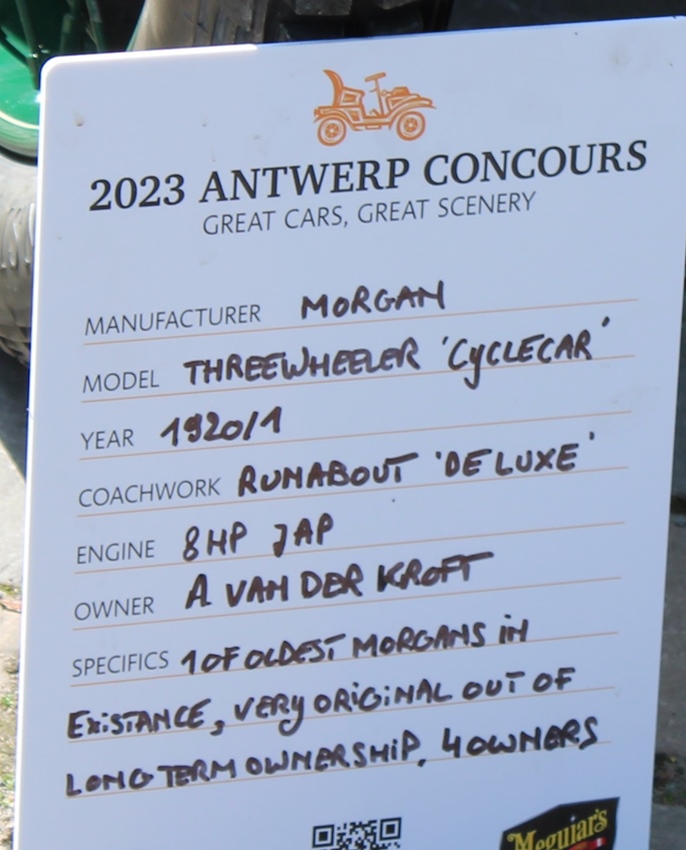 2023 ANTWERP CONCOURS
GREAT CARS, GREAT SCENERY
MANUFACTURER MORGAN
MODEL THREEWHEELER 'CYCLECAR'
YEAR 1920/1
COACHWORK RUNABOUT 'DE LUXE'
ENGINE 8HP JAP
OWNER A VAN DER KROFT
SPECIFICS 1 OF OLDEST MORGANS IN
EXISTANCE, VERY ORIGINAL OUT OF
LONG TERM OWNERSHIP, 4 OWNERS
Meguiar's